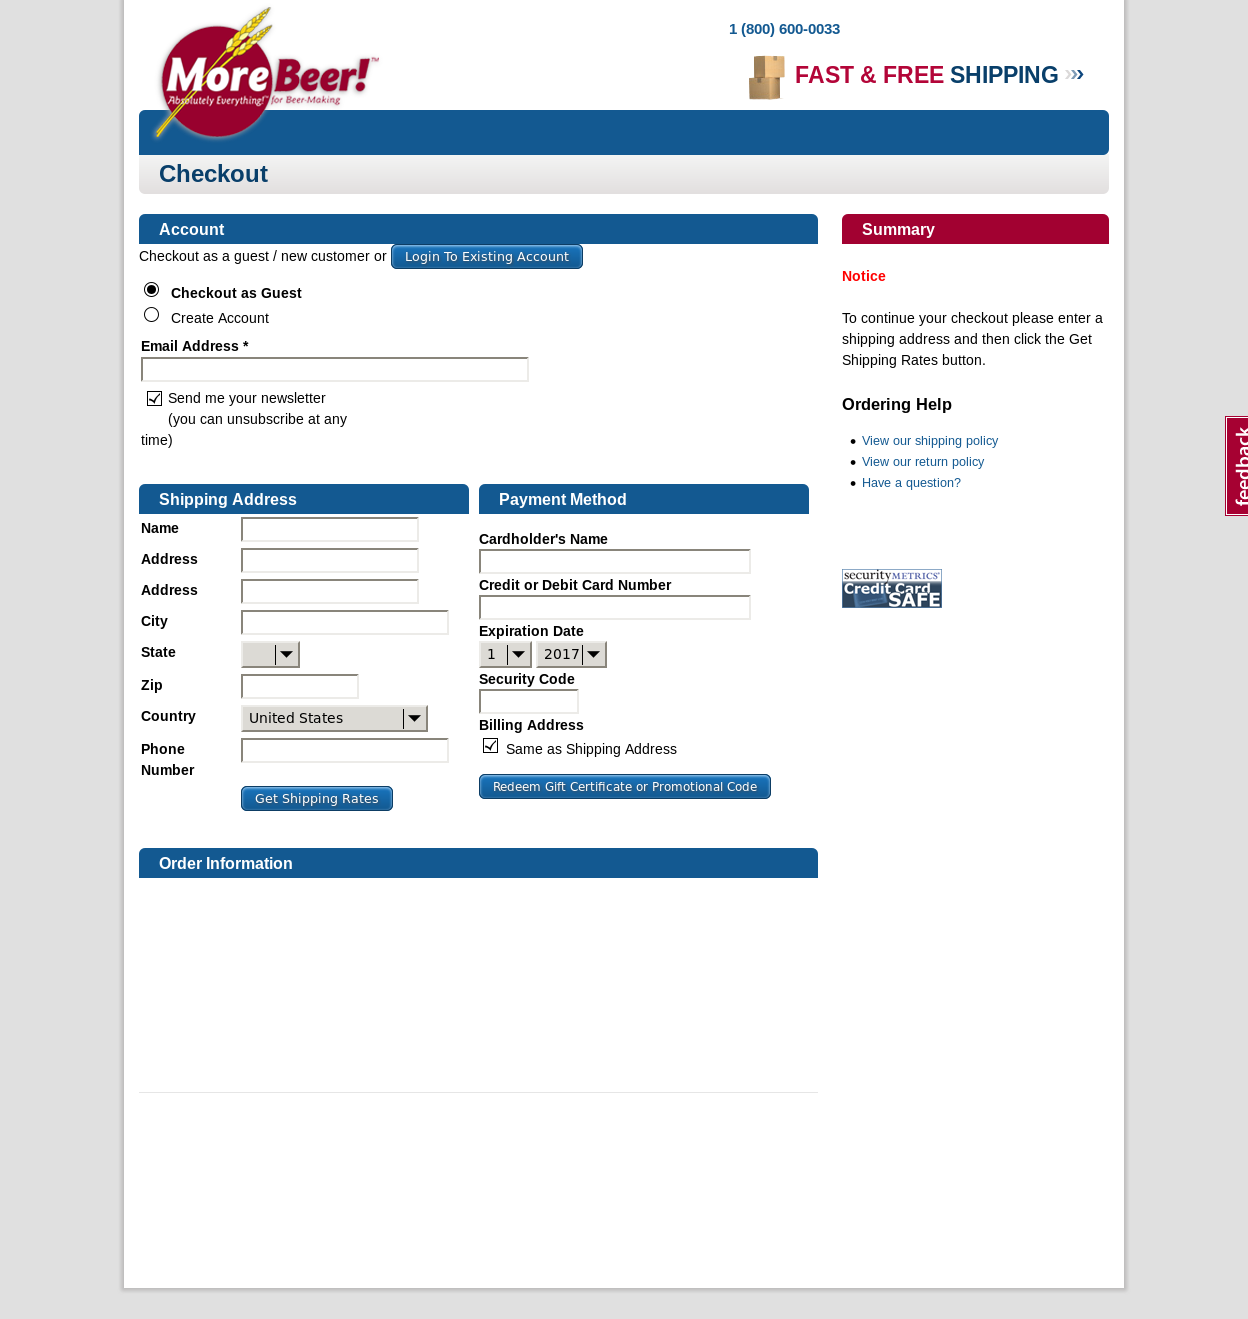 1 (800) 600-0033
MoreBeer!™
Absolutely Everything!™ for Beer-Making
FAST & FREE SHIPPING
Checkout
Account
Checkout as a guest / new customer or Login To Existing Account
Checkout as Guest
Create Account
Email Address *
Send me your newsletter
(you can unsubscribe at any
time)
Shipping Address
Name
Address
Address
City
State
Zip
Country United States
Phone
Number
Get Shipping Rates
Payment Method
Cardholder's Name
Credit or Debit Card Number
Expiration Date
1 2017
Security Code
Billing Address
Same as Shipping Address
Redeem Gift Certificate or Promotional Code
Order Information
Summary
Notice
To continue your checkout please enter a
shipping address and then click the Get
Shipping Rates button.
Ordering Help
View our shipping policy
View our return policy
Have a question?
securityMETRICS®
Credit Card
SAFE
feedback